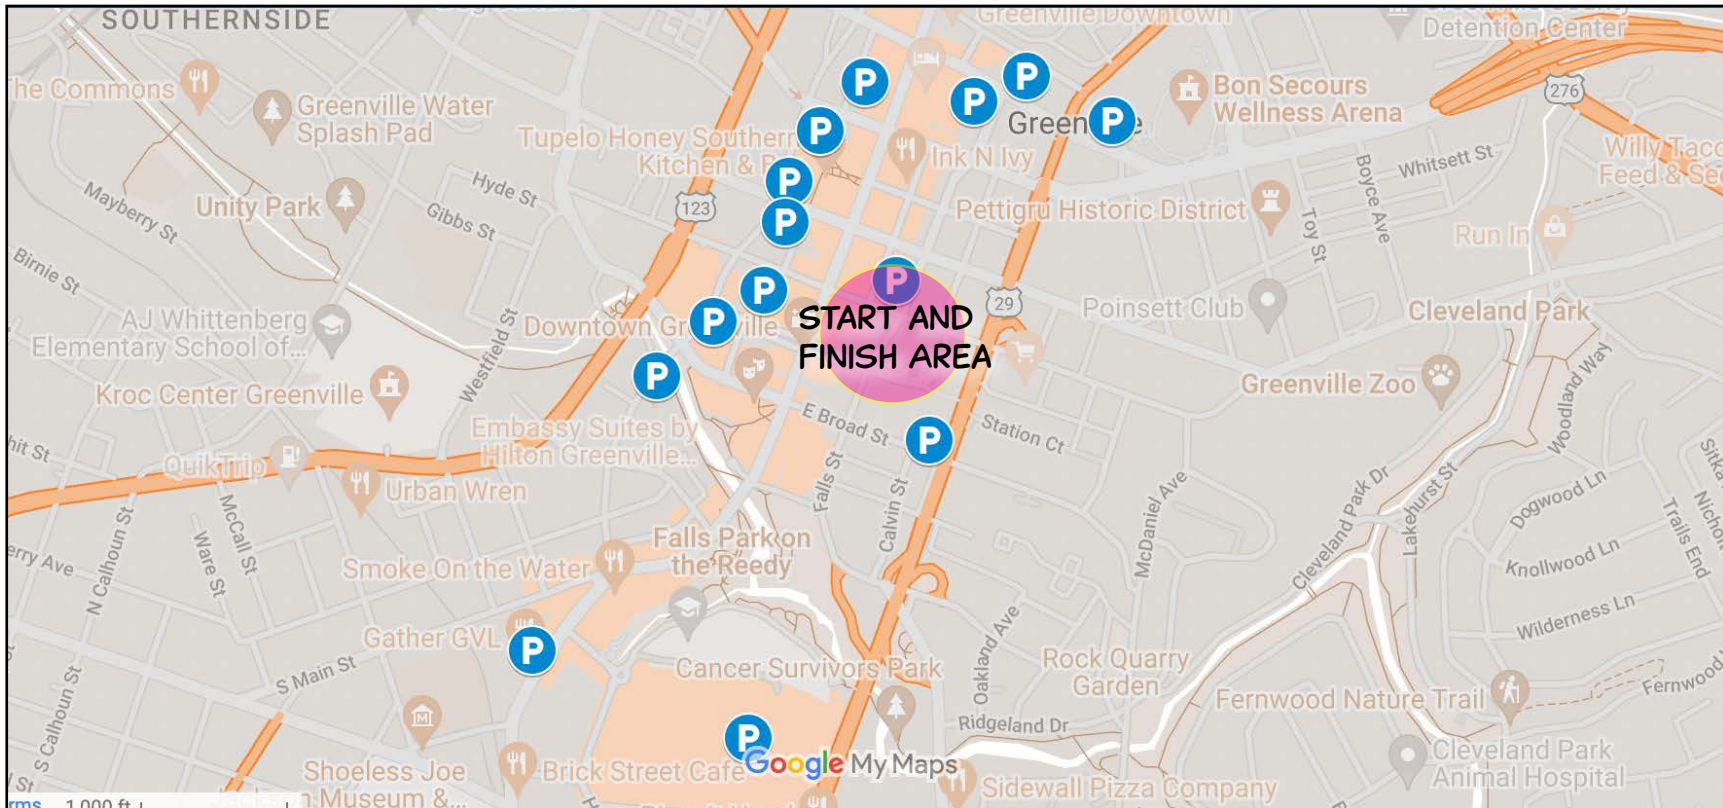 SOUTHERNSIDE
Greenville Downtown
Detention Center
The Commons
Greenville Water
Splash Pad
P
P
P
P
P
Greenville
Bon Secours
Wellness Arena
276
Tupelo Honey Southern
Kitchen &
Ink N Ivy
Whitsett St
Boyce Ave
Willy Taco
Feed &
Hyde St
Mayberry St
Unity Park
Gibbs St
123
P
P
Pettigru Historic District
Toy St
Run In
Birnie St
P
P
P
29
Poinsett Club
Cleveland Park
AJ Whittenberg
Elementary School of...
Westfield St
Downtown Greenville
START AND
FINISH AREA
P
Kroc Center Greenville
Greenville Zoo
Woodland Way
E Broad St
Station Ct
P
Embassy Suites by
Hilton Greenville...
QuikTrip
Urban Wren
Falls St
Calvin St
McDaniel Ave
Cleveland Park Dr
Lakehurst St
Dogwood Ln
Trails End
McCall St
Ware St
N Calhoun St
Falls Park on
the Reedy
Smoke On the Water
Knollwood Ln
Wilderness Ln
Gather GVL
P
S Main St
Cancer Survivors Park
Oakland Ave
Rock Quarry
Garden
Fernwood Nature Trail
Fernwood
S Calhoun St
Ridgeland Dr
P
Google My Maps
Shoeless Joe
Museum &...
Brick Street Cafe
Sidewall Pizza Company
Cleveland Park
Animal Hospital
1,000 ft